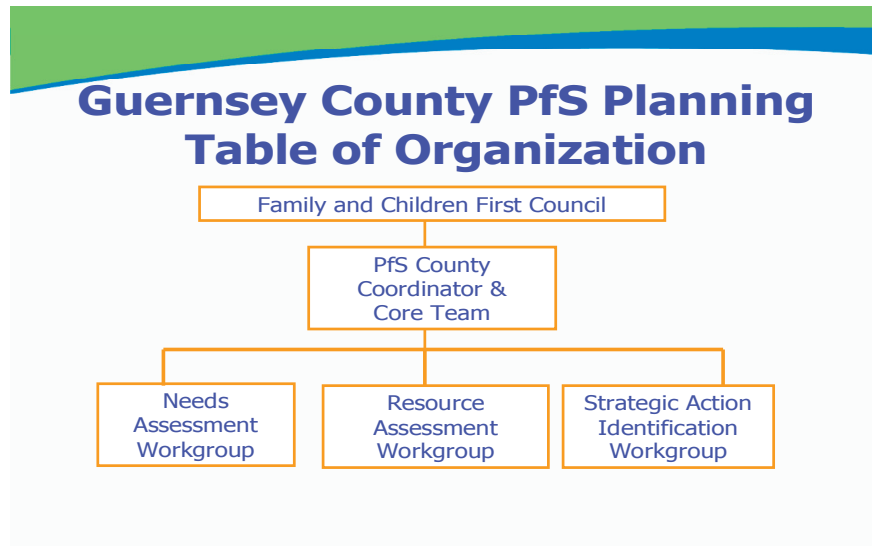 Guernsey County PfS Planning
Table of Organization
Family and Children First Council
PfS County
Coordinator &
Core Team
Needs
Assessment
Workgroup
Resource
Assessment
Workgroup
Strategic Action
Identification
Workgroup